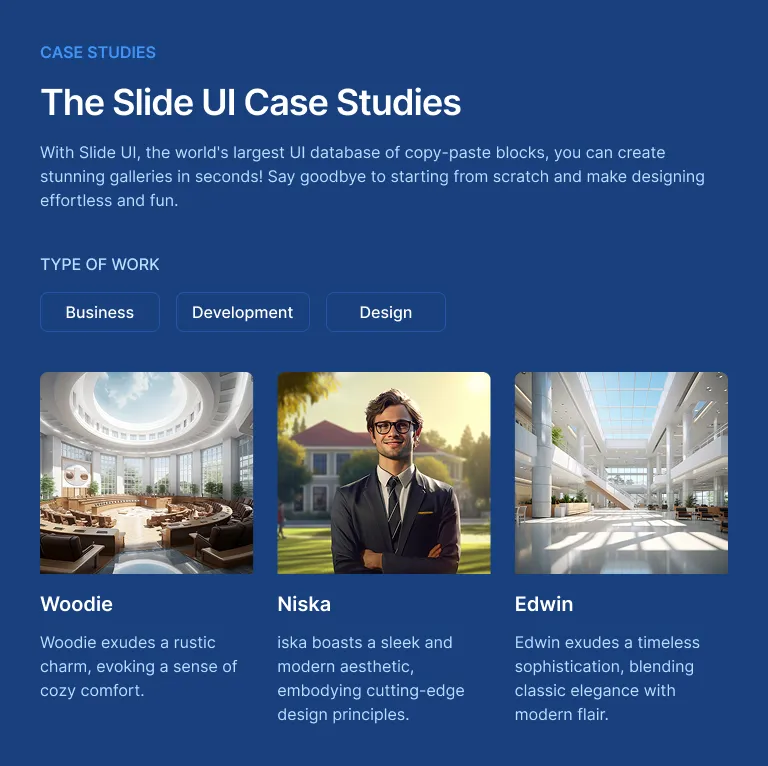 CASE STUDIES
The Slide UI Case Studies
With Slide UI, the world's largest UI database of copy-paste blocks, you can create
stunning galleries in seconds! Say goodbye to starting from scratch and make designing
effortless and fun.
TYPE OF WORK
Business
Development
Design
Woodie
Woodie exudes a rustic
charm, evoking a sense of
cozy comfort.
Niska
iska boasts a sleek and
modern aesthetic,
embodying cutting-edge
design principles.
Edwin
Edwin exudes a timeless
sophistication, blending
classic elegance with
modern flair.